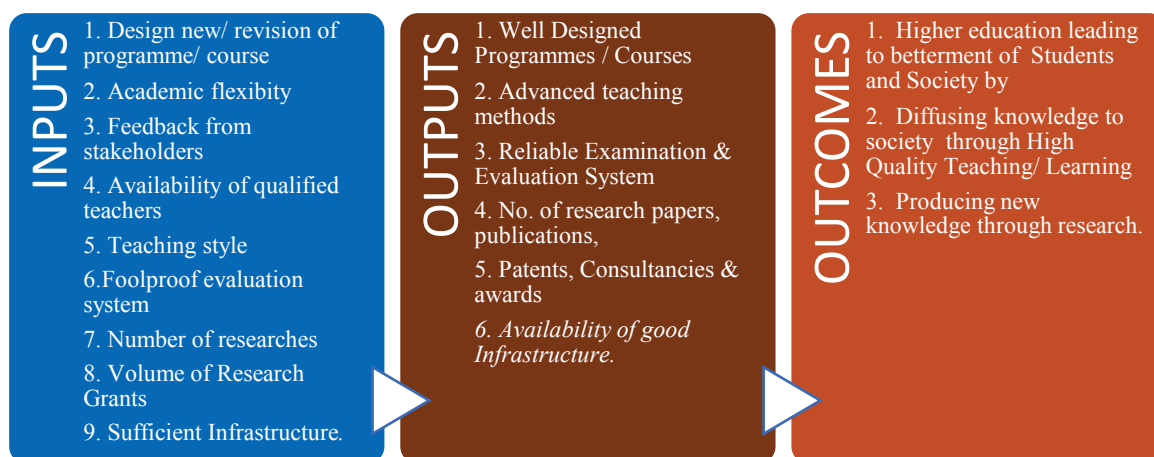 INPUTS
1. Design new/ revision of
programme/ course
2. Academic flexibity
3. Feedback from
stakeholders
4. Availability of qualified
teachers
5. Teaching style
6.Foolproof evaluation
system
7. Number of researches
8. Volume of Research
Grants
9. Sufficient Infrastructure.
OUTPUTS
1. Well Designed
Programmes / Courses
2. Advanced teaching
methods
3. Reliable Examination &
Evaluation System
4. No. of research papers,
publications,
5. Patents, Consultancies &
awards
6. Availability of good
Infrastructure.
OUTCOMES
1. Higher education leading
to betterment of Students
and Society by
2. Diffusing knowledge to
society through High
Quality Teaching/ Learning
3. Producing new
knowledge through research.